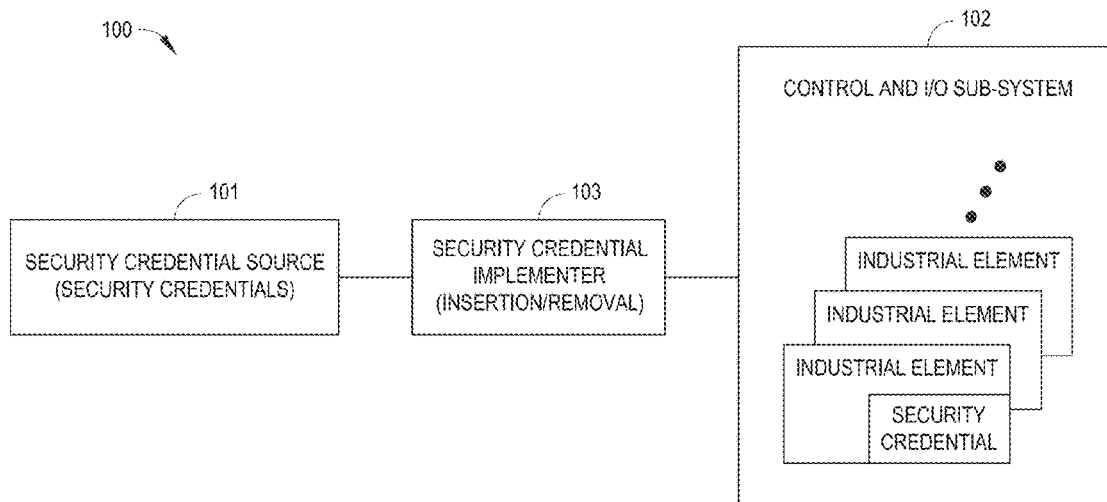 100
102
CONTROL AND I/O SUB-SYSTEM
101
103
SECURITY CREDENTIAL SOURCE
(SECURITY CREDENTIALS)
SECURITY CREDENTIAL
IMPLEMENTER
(INSERTION/REMOVAL)
INDUSTRIAL ELEMENT
INDUSTRIAL ELEMENT
INDUSTRIAL ELEMENT
SECURITY
CREDENTIAL